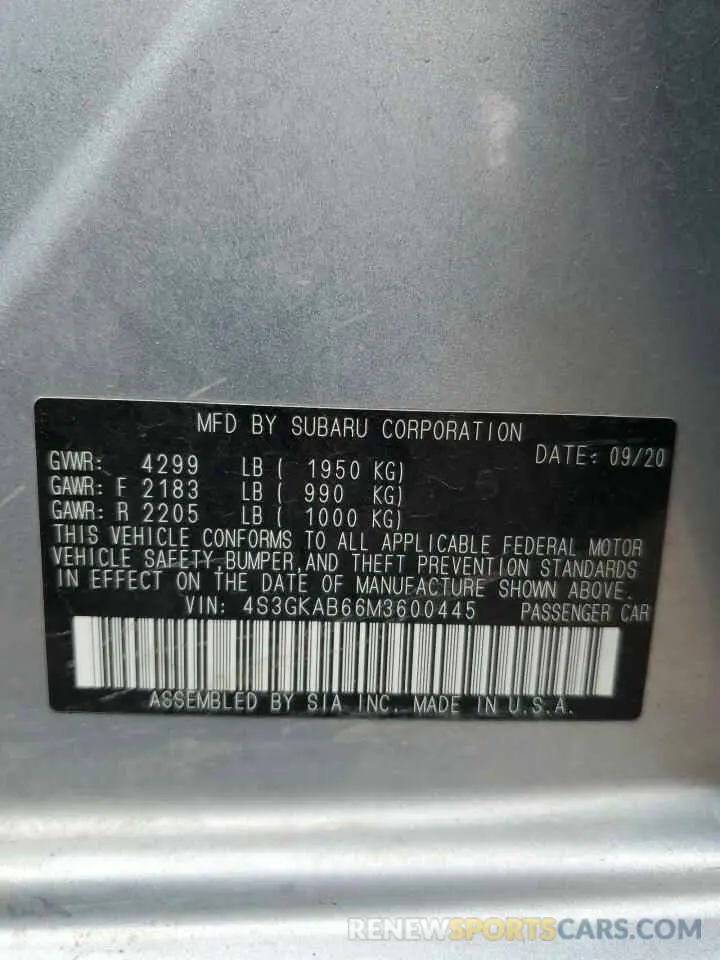 MFD BY SUBARU CORPORATION
DATE: 09/20
GVWR: 4299 LB ( 1950 KG)
GAWR: F 2183 LB ( 990 KG)
GAWR: R 2205 LB ( 1000 KG)
THIS VEHICLE CONFORMS TO ALL APPLICABLE FEDERAL MOTOR
VEHICLE SAFETY,BUMPER,AND THEFT PREVENTION STANDARDS
IN EFFECT ON THE DATE OF MANUFACTURE SHOWN ABOVE.
VIN: 4S3GKAB66M3600445 PASSENGER CAR
ASSEMBLED BY SIA INC. MADE IN U.S.A.
RENEWSPORTSCARS.COM